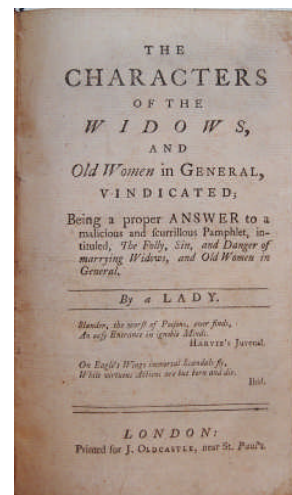 THE
CHARACTERS
OF THE
WIDOWS,
AND
Old Women in GENERAL,
VINDICATED;
Being a proper ANSWER to a
malicious and ſcurrillous Pamphlet, in-
tituled, The Folly, Sin, and Danger of
marrying Widows, and Old Women in
General.
By a LADY.
Slander, the worſt of Poiſons, ever finds,
An eaſy Entrance in ignoble Minds.
HARVIE's Juvenal.
On Eagle's Wings immortal Scandals fly,
While virtuous Actions are but born and die.
Ibid.
LONDON:
Printed for J. OLDCASTLE, near St. Paul's.